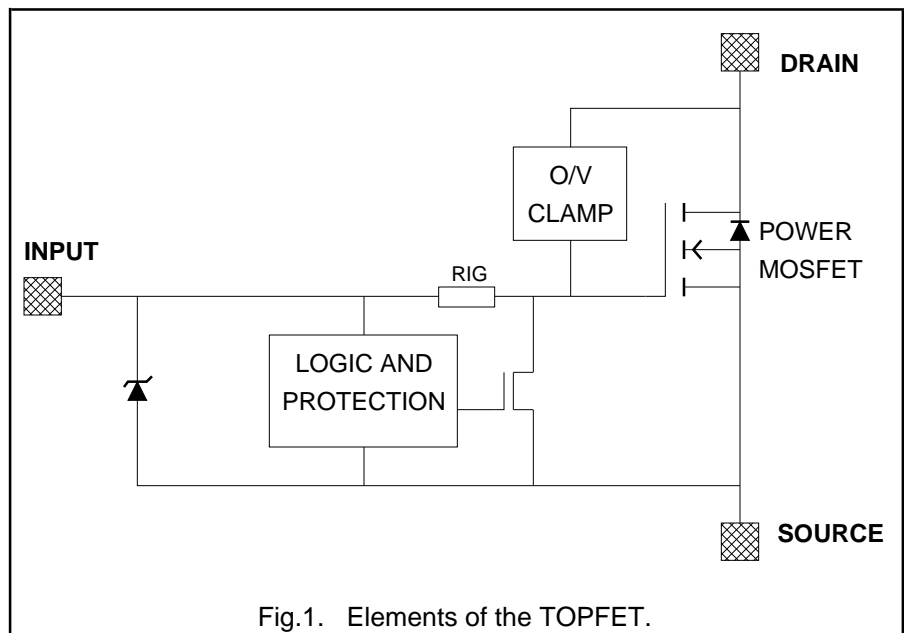 DRAIN
O/V
CLAMP
POWER
MOSFET
INPUT
RIG
LOGIC AND
PROTECTION
SOURCE
Fig.1. Elements of the TOPFET.